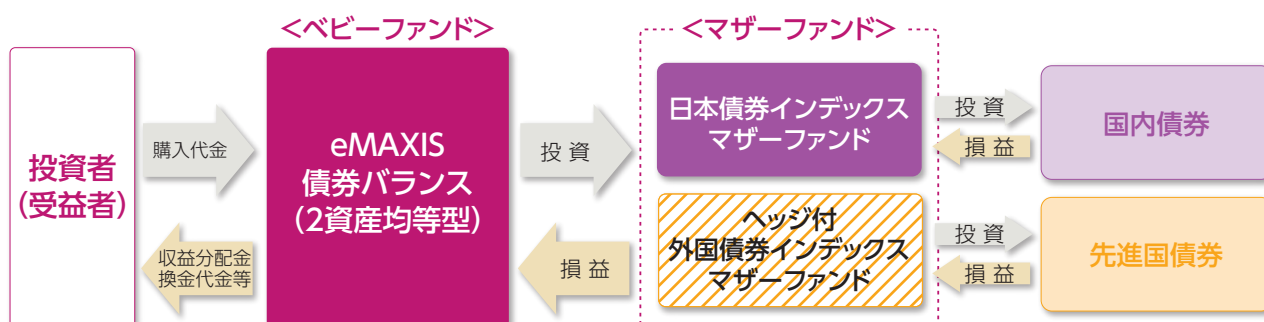 <ベビーファンド>
<マザーファンド>
投資者
(受益者)
購入代金
収益分配金
換金代金等
eMAXIS
債券バランス
(2資産均等型)
投 資
損 益
日本債券インデックス
マザーファンド
投 資
損 益
国内債券
ヘッジ付
外国債券インデックス
マザーファンド
投 資
損 益
先進国債券